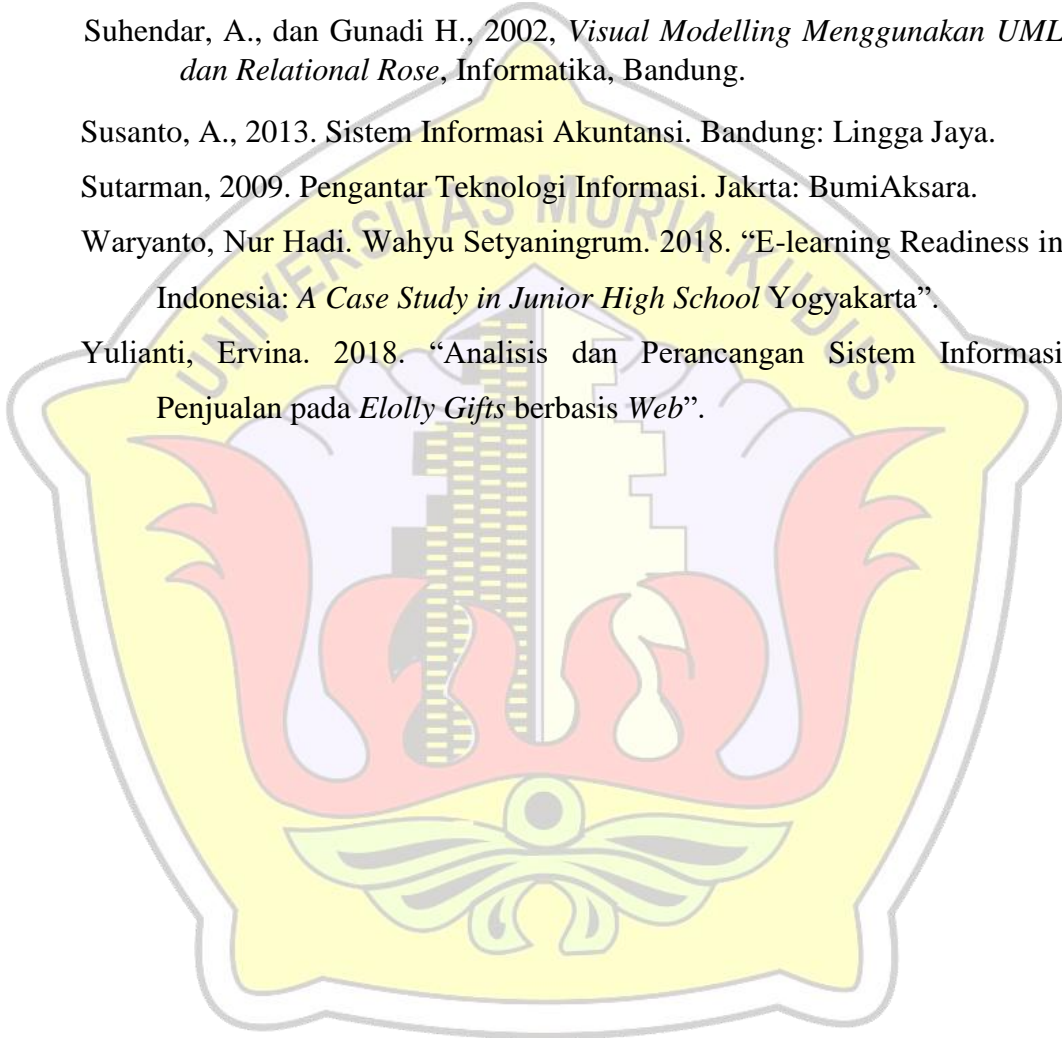 Suhendar, A., dan Gunadi H., 2002, Visual Modelling Menggunakan UML
dan Relational Rose, Informatika, Bandung.
Susanto, A., 2013. Sistem Informasi Akuntansi. Bandung: Lingga Jaya.
Sutarman, 2009. Pengantar Teknologi Informasi. Jakrta: BumiAksara.
UNIVERSITAS MURIA KUDUS
Waryanto, Nur Hadi. Wahyu Setyaningrum. 2018. “E-learning Readiness in
Indonesia: A Case Study in Junior High School Yogyakarta”.
Yulianti, Ervina. 2018. “Analisis dan Perancangan Sistem Informasi
Penjualan pada Elolly Gifts berbasis Web”.